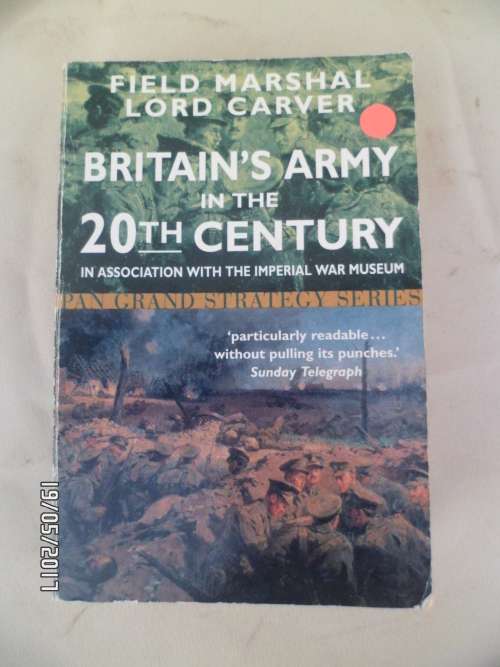 FIELD MARSHAL
LORD CARVER
BRITAIN'S ARMY
IN THE
20TH CENTURY
IN ASSOCIATION WITH THE IMPERIAL WAR MUSEUM
PAN GRAND STRATEGY SERIES
'particularly readable...
without pulling its punches.'
Sunday Telegraph
19/05/2017